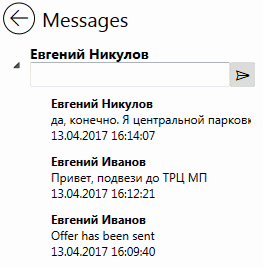 Messages
Евгений Никулов
Евгений Никулов
да, конечно. Я центральной парковк
13.04.2017 16:14:07
Евгений Иванов
Привет, подвези до ТРЦ МП
13.04.2017 16:12:21
Евгений Иванов
Offer has been sent
13.04.2017 16:09:40